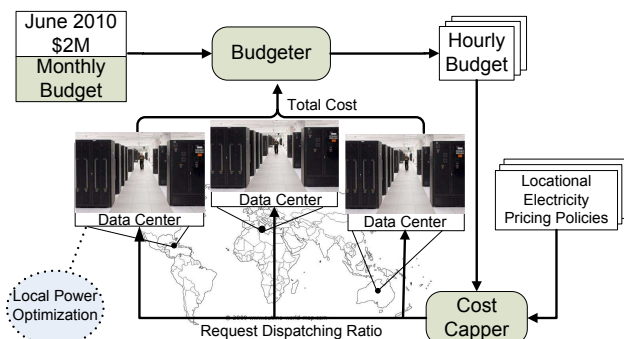 June 2010
$2M
Monthly
Budget
Budgeter
Hourly
Budget
Total Cost
Data Center
Data Center
Data Center
Locational
Electricity
Pricing Policies
Local Power
Optimization
Request Dispatching Ratio
Cost
Capper